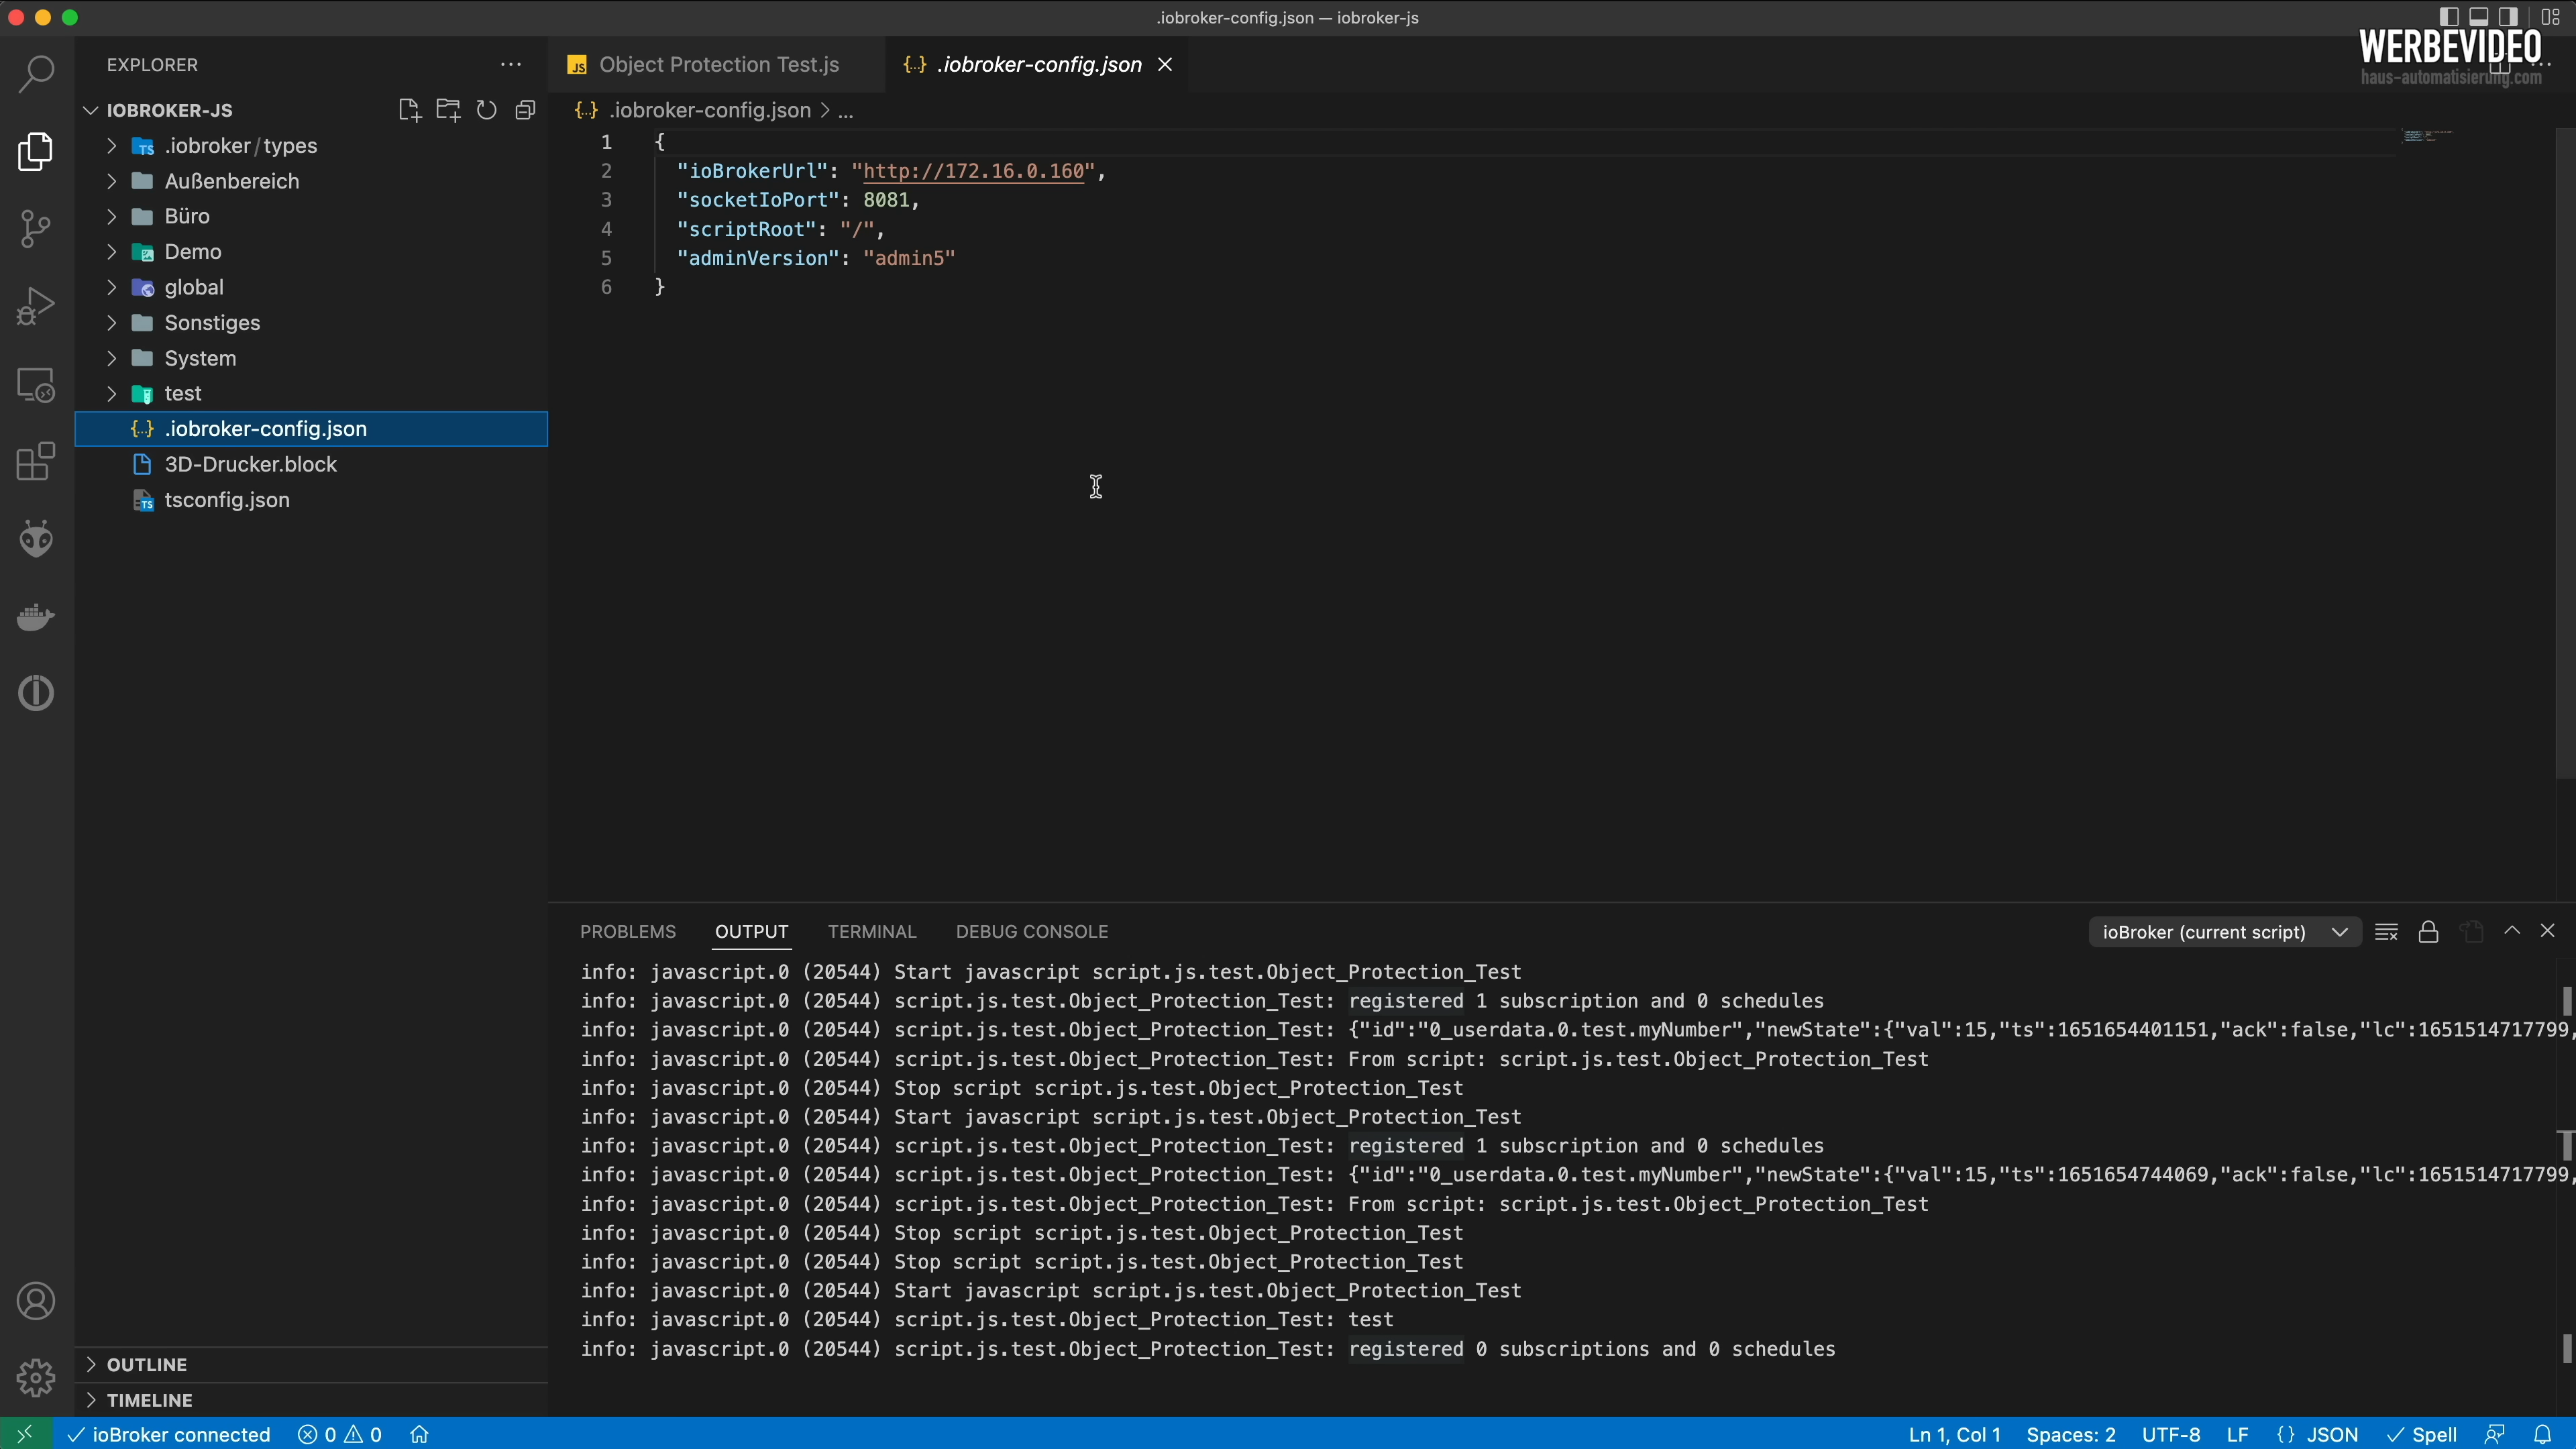 .iobroker-config.json — iobroker-js
WERBEVIDEO
haus-automatisierung.com
EXPLORER
Object Protection Test.js
.iobroker-config.json
IOBROKER-JS
.iobroker-config.json > ...
.iobroker/types
Außenbereich
Büro
Demo
global
Sonstiges
System
test
.iobroker-config.json
3D-Drucker.block
tsconfig.json
1 {
2 "ioBrokerUrl": "http://172.16.0.160",
3 "socketIoPort": 8081,
4 "scriptRoot": "/",
5 "adminVersion": "admin5"
6 }
PROBLEMS OUTPUT TERMINAL DEBUG CONSOLE
ioBroker (current script)
info: javascript.0 (20544) Start javascript script.js.test.Object_Protection_Test
info: javascript.0 (20544) script.js.test.Object_Protection_Test: registered 1 subscription and 0 schedules
info: javascript.0 (20544) script.js.test.Object_Protection_Test: {"id":"0_userdata.0.test.myNumber","newState":{"val":15,"ts":1651654401151,"ack":false,"lc":1651514717799,
info: javascript.0 (20544) script.js.test.Object_Protection_Test: From script: script.js.test.Object_Protection_Test
info: javascript.0 (20544) Stop script script.js.test.Object_Protection_Test
info: javascript.0 (20544) Start javascript script.js.test.Object_Protection_Test
info: javascript.0 (20544) script.js.test.Object_Protection_Test: registered 1 subscription and 0 schedules
info: javascript.0 (20544) script.js.test.Object_Protection_Test: {"id":"0_userdata.0.test.myNumber","newState":{"val":15,"ts":1651654744069,"ack":false,"lc":1651514717799,
info: javascript.0 (20544) script.js.test.Object_Protection_Test: From script: script.js.test.Object_Protection_Test
info: javascript.0 (20544) Stop script script.js.test.Object_Protection_Test
info: javascript.0 (20544) Stop script script.js.test.Object_Protection_Test
info: javascript.0 (20544) Start javascript script.js.test.Object_Protection_Test
info: javascript.0 (20544) script.js.test.Object_Protection_Test: test
info: javascript.0 (20544) script.js.test.Object_Protection_Test: registered 0 subscriptions and 0 schedules
OUTLINE
TIMELINE
ioBroker connected 0 0
Ln 1, Col 1 Spaces: 2 UTF-8 LF {} JSON Spell